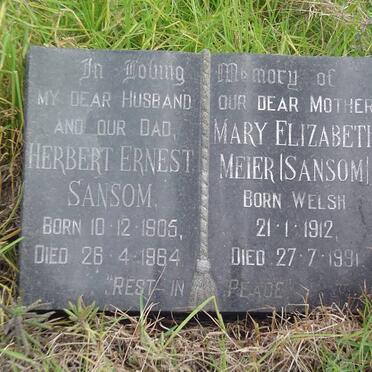 In Loving Memory of
MY DEAR HUSBAND
AND OUR DAD,
HERBERT ERNEST
SANSOM.
BORN 10·12·1905,
DIED 26·4·1964
OUR DEAR MOTHER
MARY ELIZABETH
MEIER (SANSOM)
BORN WELSH
21·1·1912,
DIED 27·7·1991
"REST IN PEACE"